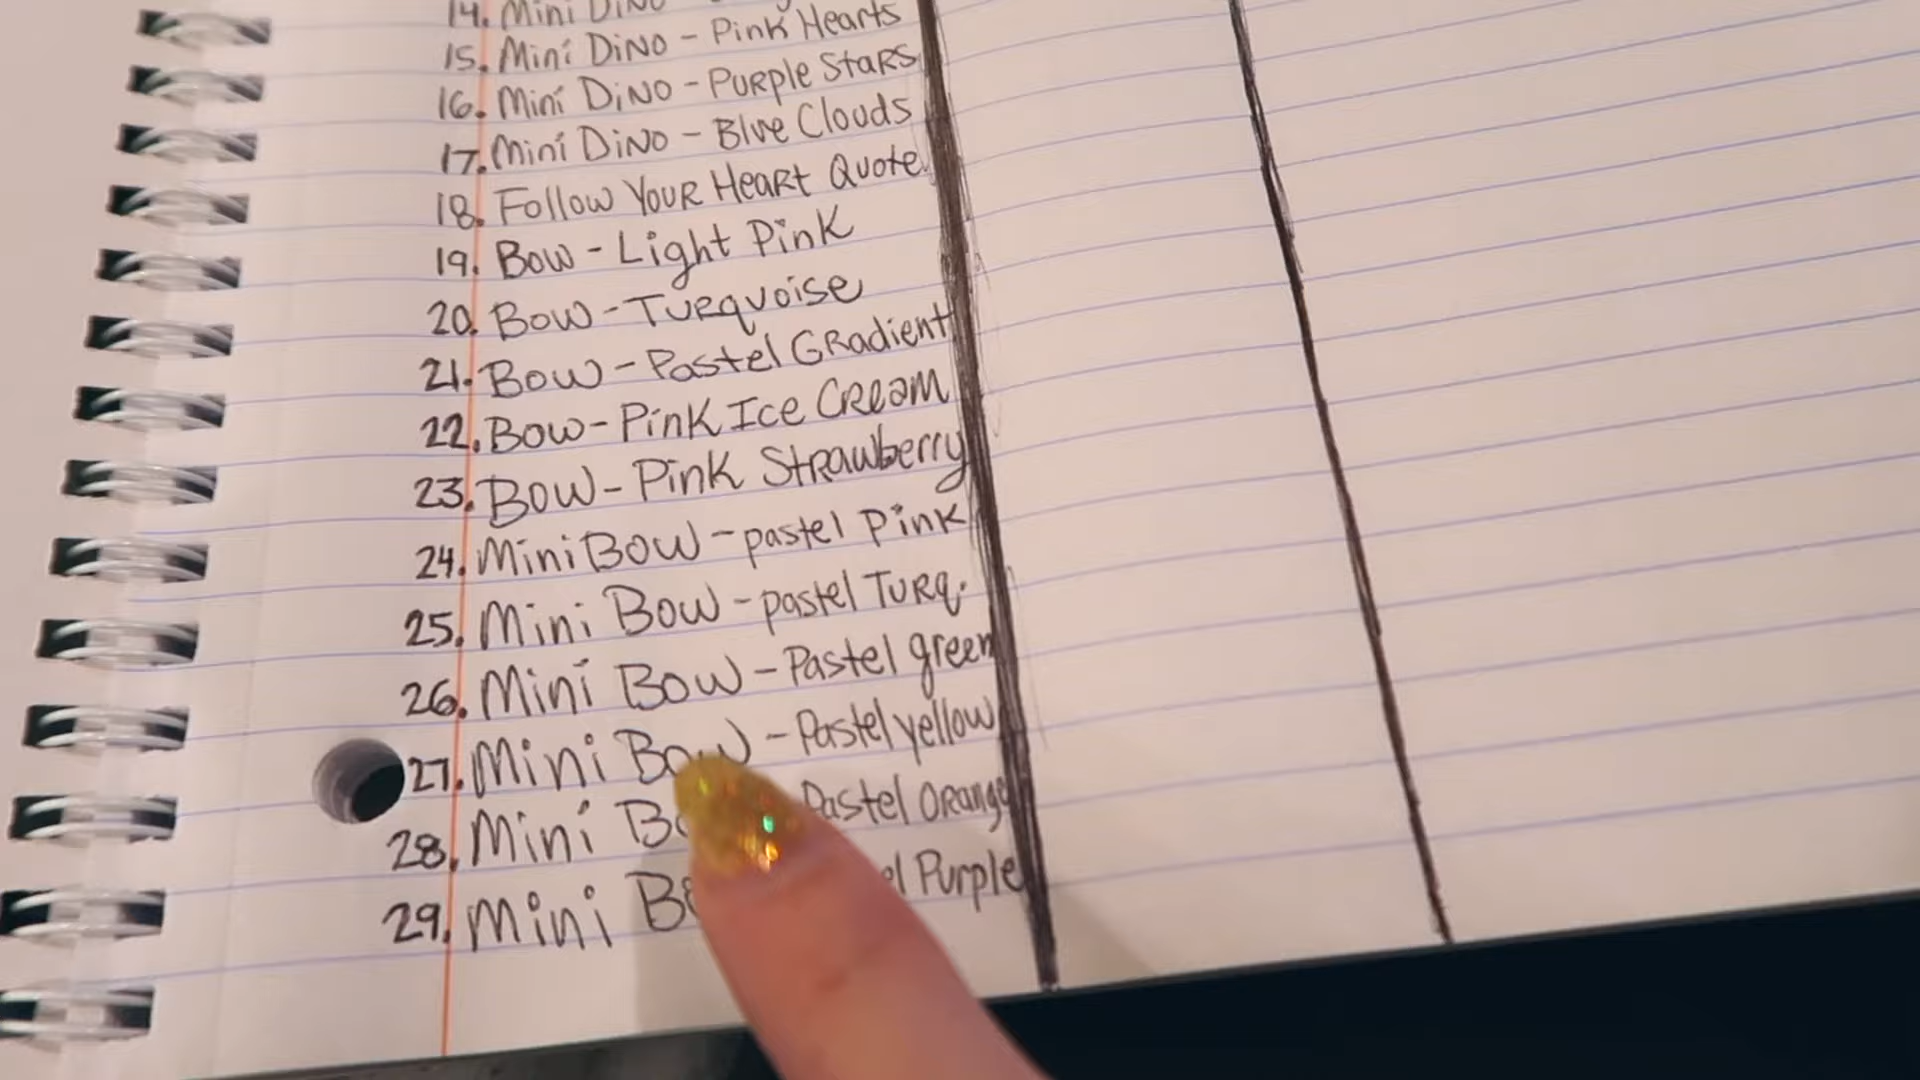 14. Mini Dino
15. Mini Dino - Pink Hearts
16. Mini Dino - Purple Stars
17. Mini Dino - Blue Clouds
18. Follow Your Heart Quote
19. Bow - Light Pink
20. Bow - Turquoise
21. Bow - Pastel Gradient
22. Bow - Pink Ice Cream
23. Bow - Pink Strawberry
24. Mini Bow - pastel Pink
25. Mini Bow - pastel Turq.
26. Mini Bow - Pastel green
27. Mini Bow - Pastel yellow
28. Mini Pastel Orange
29. Mini Purple